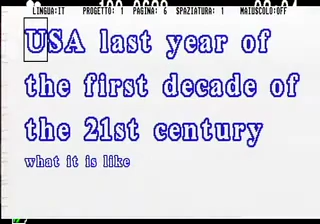 LINGUA:IT PROGETTO: 1 PAGINA: 6 SPAZIATURA: 1 MAIUSCOLO:OFF
USA last year of
the first decade of
the 21st century
what it is like